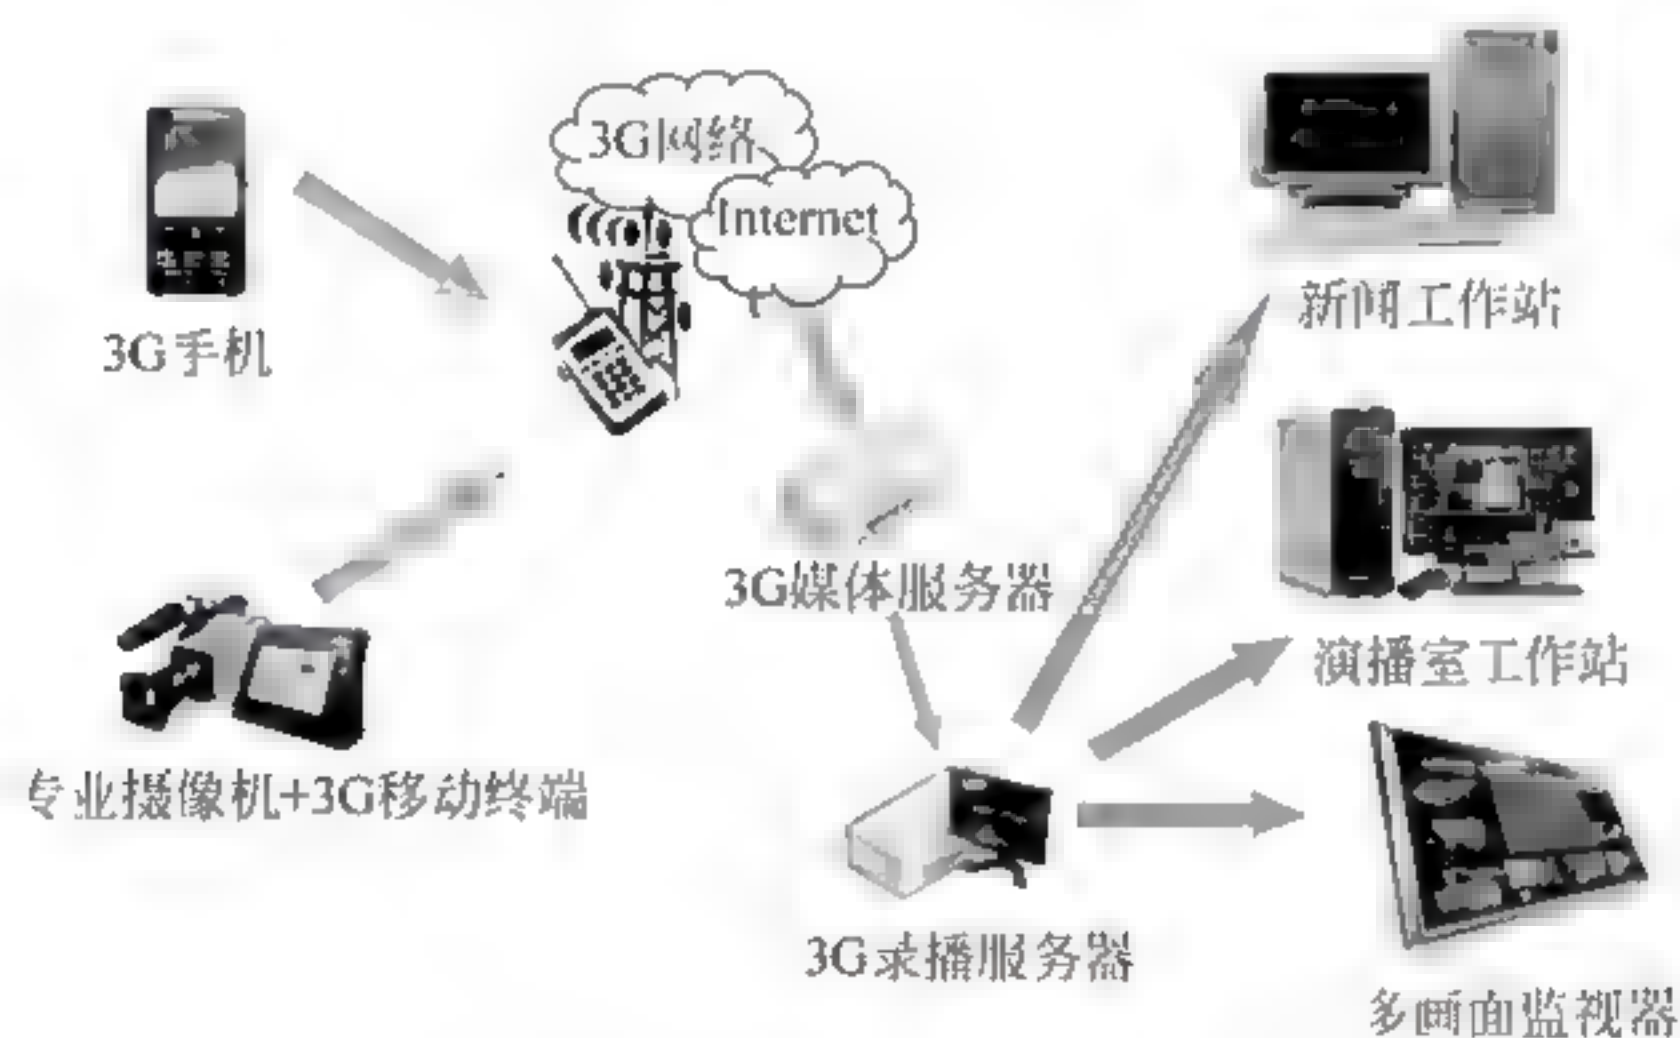 3G网络
Internet
3G手机
新闻工作站
3G媒体服务器
演播室工作站
专业摄像机+3G移动终端
3G录播服务器
多画面监视器